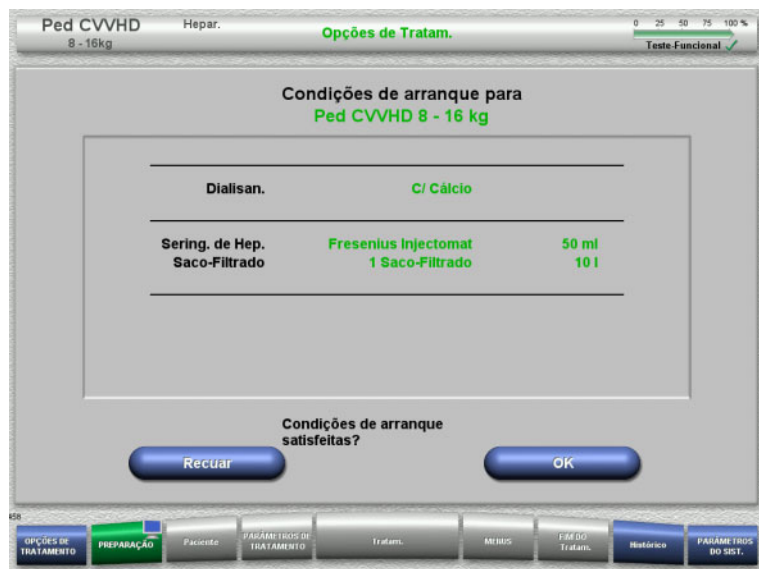 Ped CVVHD
8 - 16kg
Hepar.
Opções de Tratam.
0 25 50 75 100 %
Teste-Funcional
Condições de arranque para
Ped CVVHD 8 - 16 kg
Dialisan. C/ Cálcio
Sering. de Hep. Fresenius Injectomat 50 ml
Saco-Filtrado 1 Saco-Filtrado 10 l
Condições de arranque
satisfeitas?
Recuar
OK
458
OPÇÕES DE
TRATAMENTO
PREPARAÇÃO
Paciente
PARÂMETROS DE
TRATAMENTO
Tratam.
MENUS
FIM DO
Tratam.
Histórico
PARÂMETROS
DO SIST.